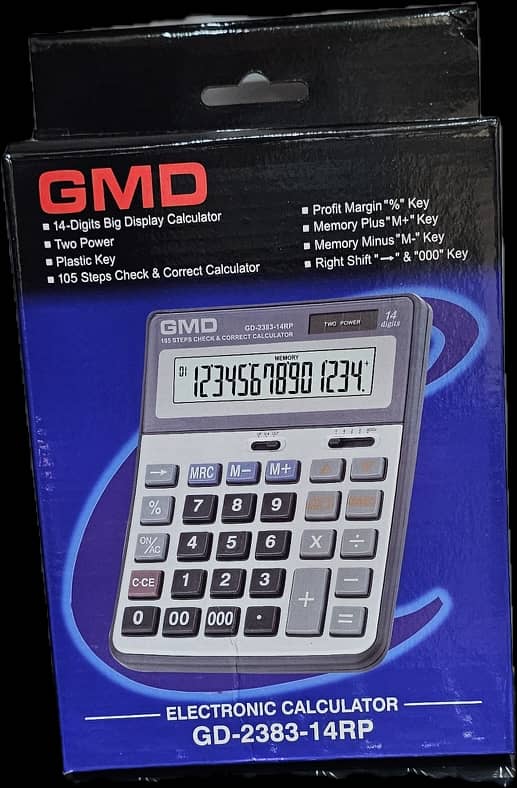 GMD
■ 14-Digits Big Display Calculator
■ Two Power
■ Plastic Key
■ 105 Steps Check & Correct Calculator
■ Profit Margin "%" Key
■ Memory Plus "M+" Key
■ Memory Minus "M-" Key
■ Right Shift "→" & "000" Key
GMD GD-2383-14RP
105 STEPS CHECK & CORRECT CALCULATOR
TWO POWER
14
digits
MEMORY
01 12345678901234.
→ MRC M− M+
% 7 8 9
ON/AC 4 5 6 X ÷
C·CE 1 2 3 + −
0 00 000 · =
ELECTRONIC CALCULATOR
GD-2383-14RP